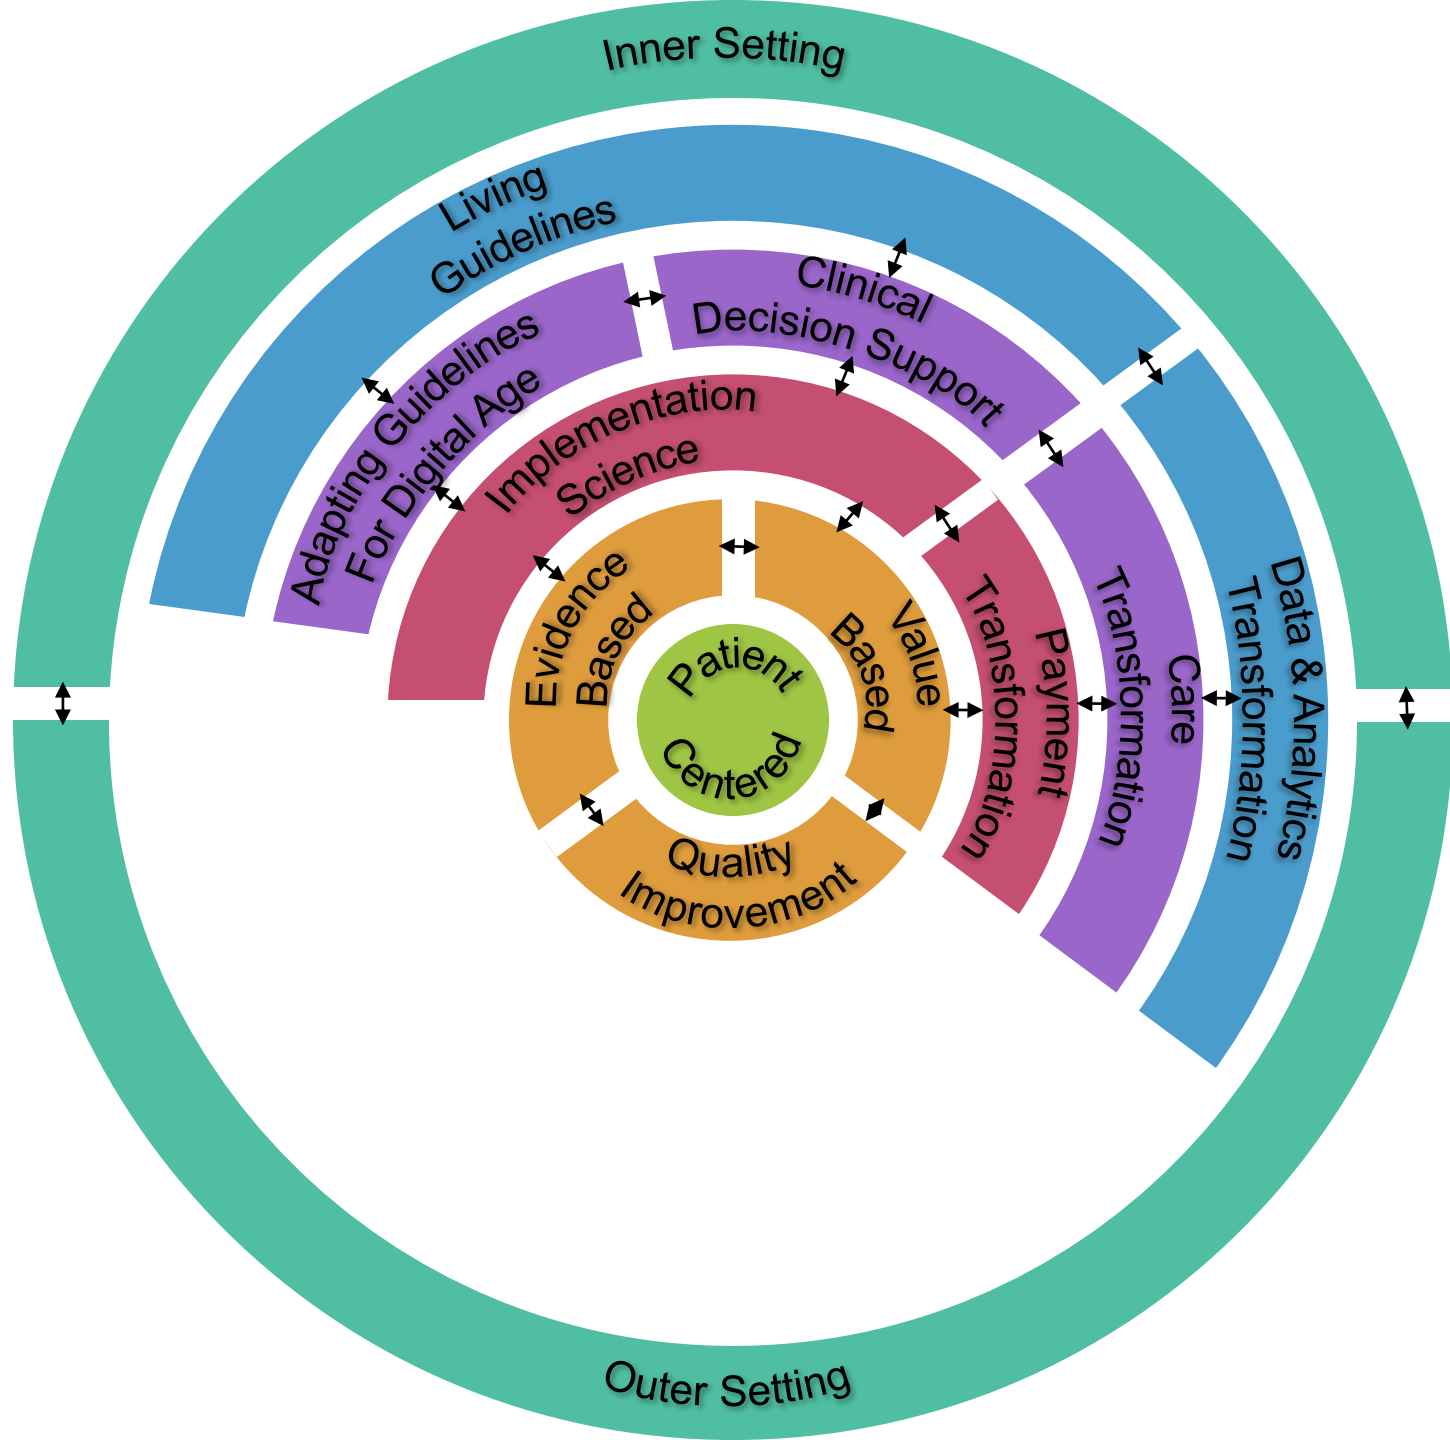 Inner Setting
Living
Guidelines
Clinical
Decision Support
Adapting Guidelines
For Digital Age
Implementation
Science
Evidence
Based
Value
Based
Patient
Centered
Quality
Improvement
Payment
Transformation
Care
Transformation
Data & Analytics
Transformation
Outer Setting